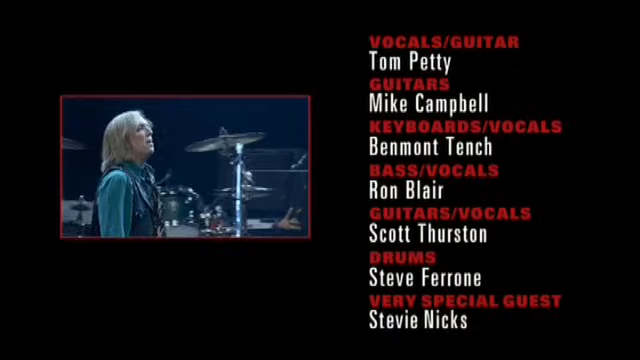 VOCALS/GUITAR
Tom Petty
GUITARS
Mike Campbell
KEYBOARDS/VOCALS
Benmont Tench
BASS/VOCALS
Ron Blair
GUITARS/VOCALS
Scott Thurston
DRUMS
Steve Ferrone
VERY SPECIAL GUEST
Stevie Nicks